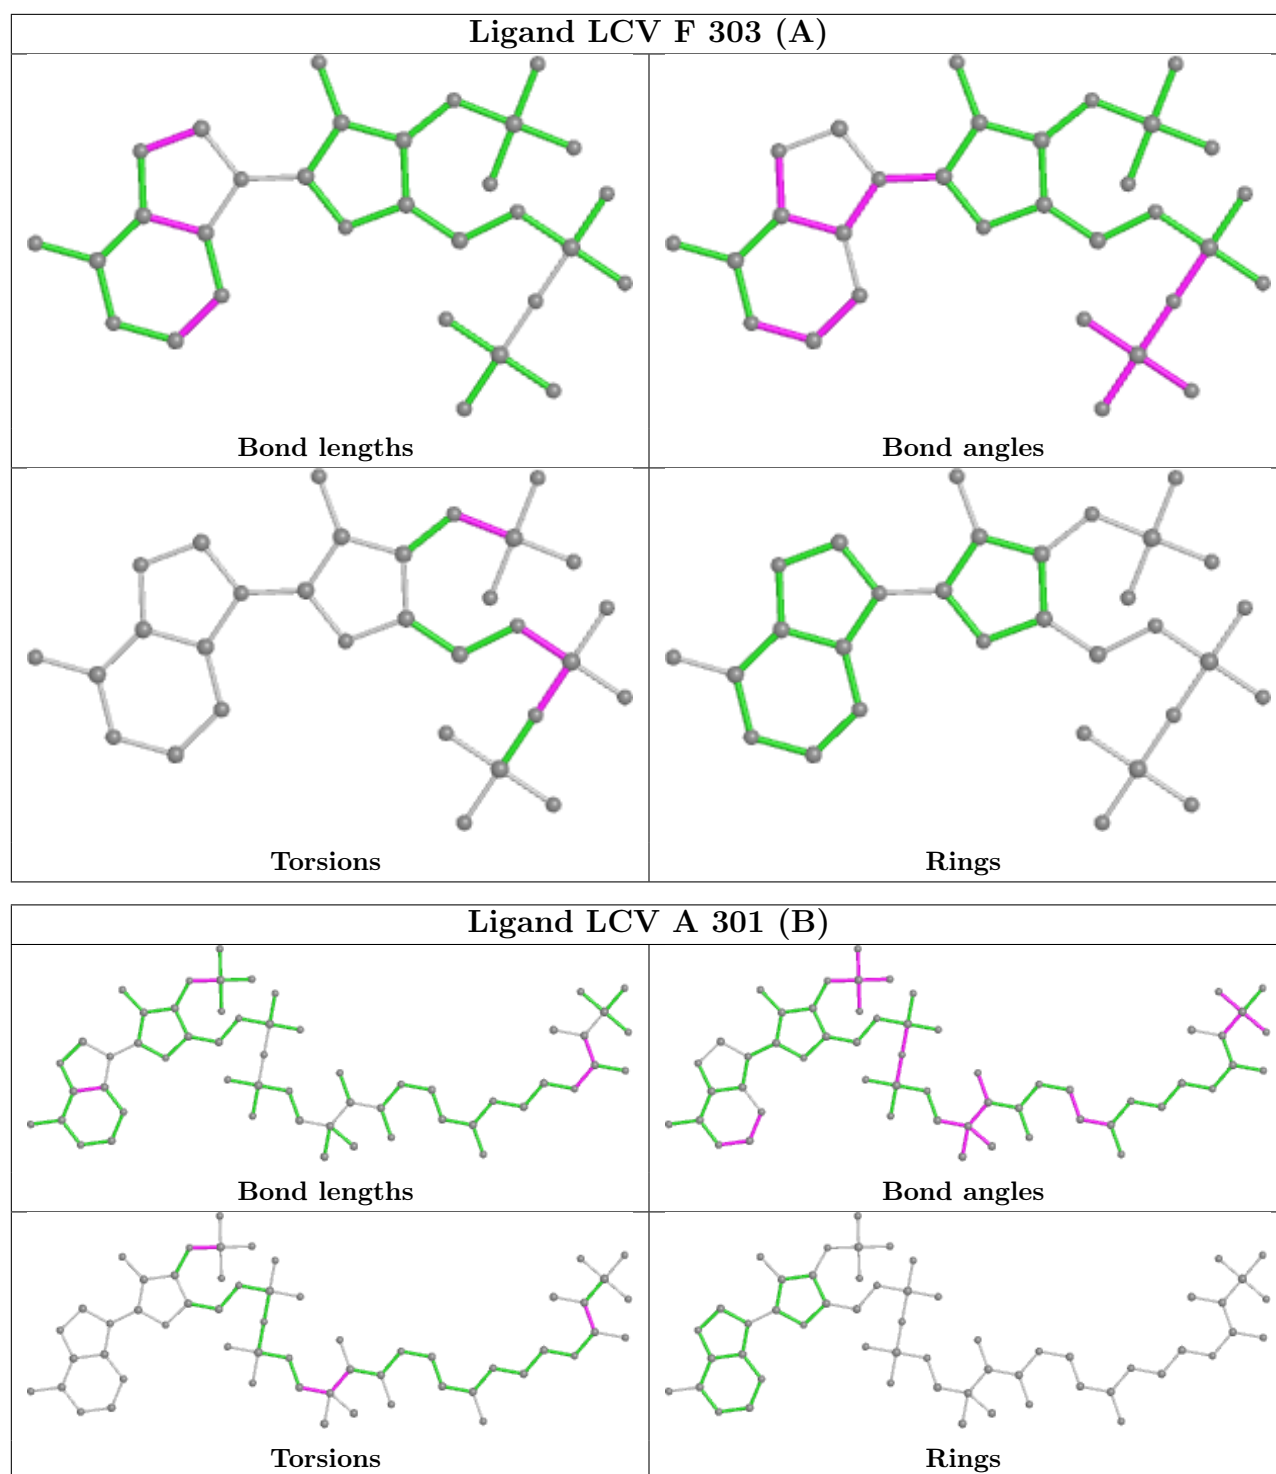 Ligand LCV F 303 (A)
Bond lengths
Bond angles
Torsions
Rings
Ligand LCV A 301 (B)
Bond lengths
Bond angles
Torsions
Rings